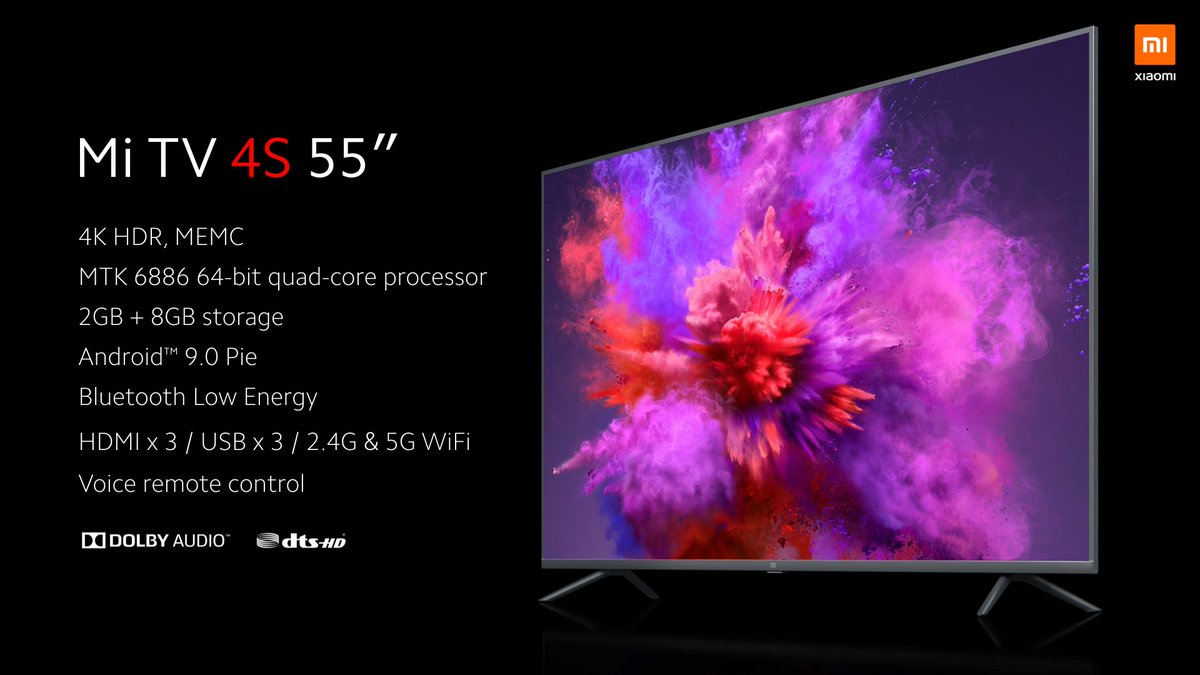 mi
xiaomi
Mi TV 4S 55”
4K HDR, MEMC
MTK 6886 64-bit quad-core processor
2GB + 8GB storage
Android™ 9.0 Pie
Bluetooth Low Energy
HDMI x 3 / USB x 3 / 2.4G & 5G WiFi
Voice remote control
DOLBY AUDIO™ dts-HD
mi